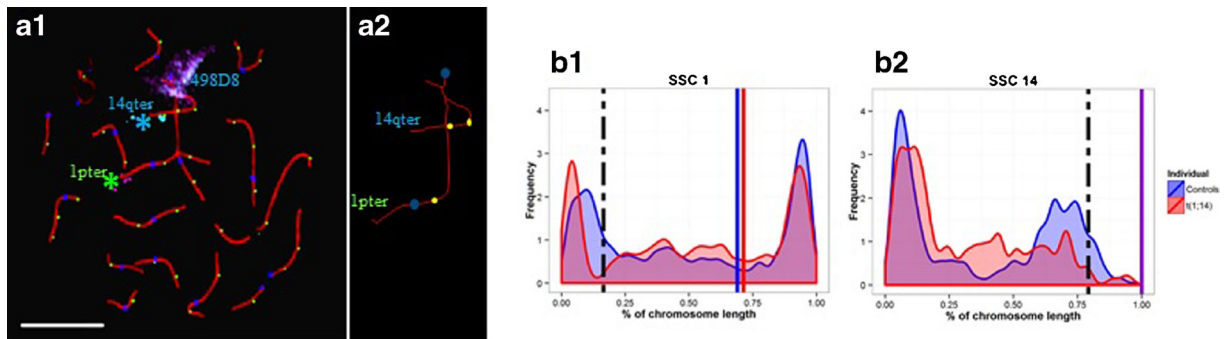 a1
498D8
14qter
*
1pter
*
a2
14qter
1pter
b1
SSC 1
Frequency
4
3
2
1
0
0.00 0.25 0.50 0.75 1.00
% of chromosome length
b2
SSC 14
Frequency
4
3
2
1
0
0.00 0.25 0.50 0.75 1.00
% of chromosome length
Individual
Controls
t(1;14)